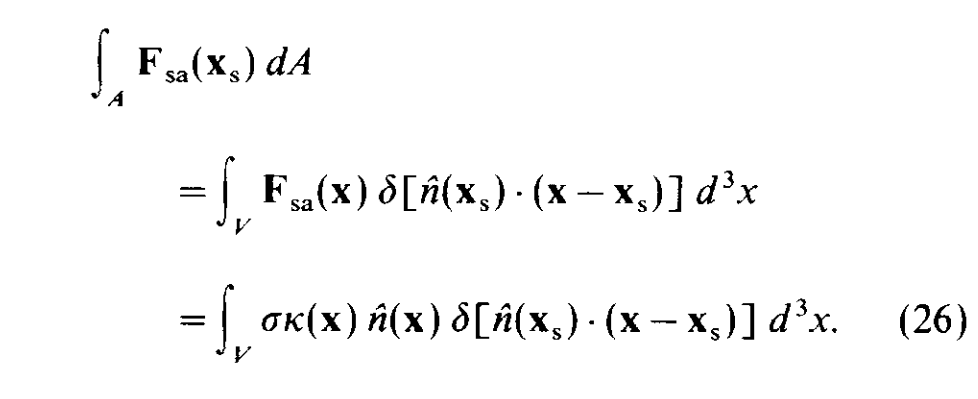 ∫_A F_sa(x_s) dA
= ∫_V F_sa(x) δ[n̂(x_s) · (x − x_s)] d³x
= ∫_V σκ(x) n̂(x) δ[n̂(x_s) · (x − x_s)] d³x. (26)